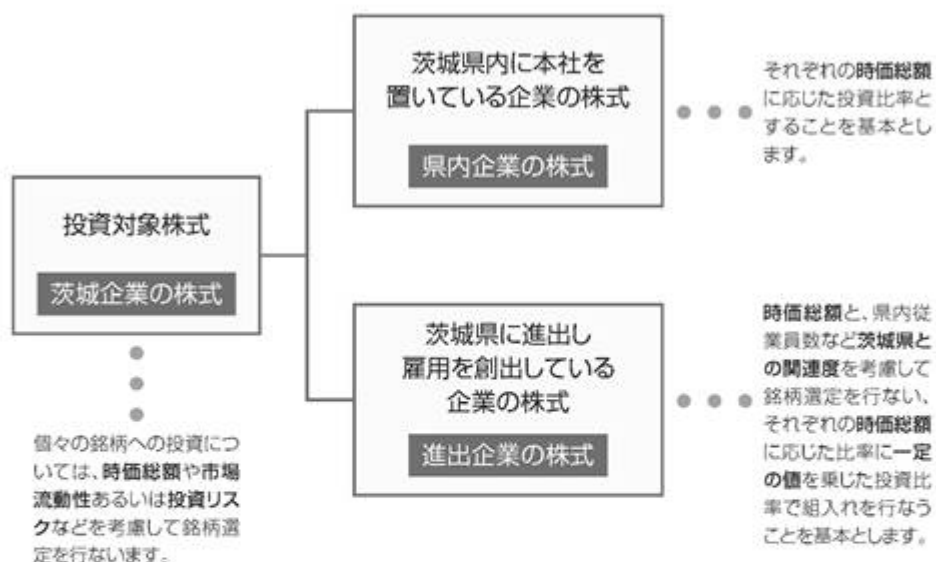 投資対象株式
茨城企業の株式
個々の銘柄への投資につ
いては、時価総額や市場
流動性あるいは投資リス
クなどを考慮して銘柄選
定を行ないます。
茨城県内に本社を
置いている企業の株式
県内企業の株式
それぞれの時価総額
に応じた投資比率と
することを基本とし
ます。
茨城県に進出し
雇用を創出している
企業の株式
進出企業の株式
時価総額と、県内従
業員数など茨城県と
の関連度を考慮して
銘柄選定を行ない、
それぞれの時価総額
に応じた比率に一定
の値を乗じた投資比
率で組入れを行なう
ことを基本とします。